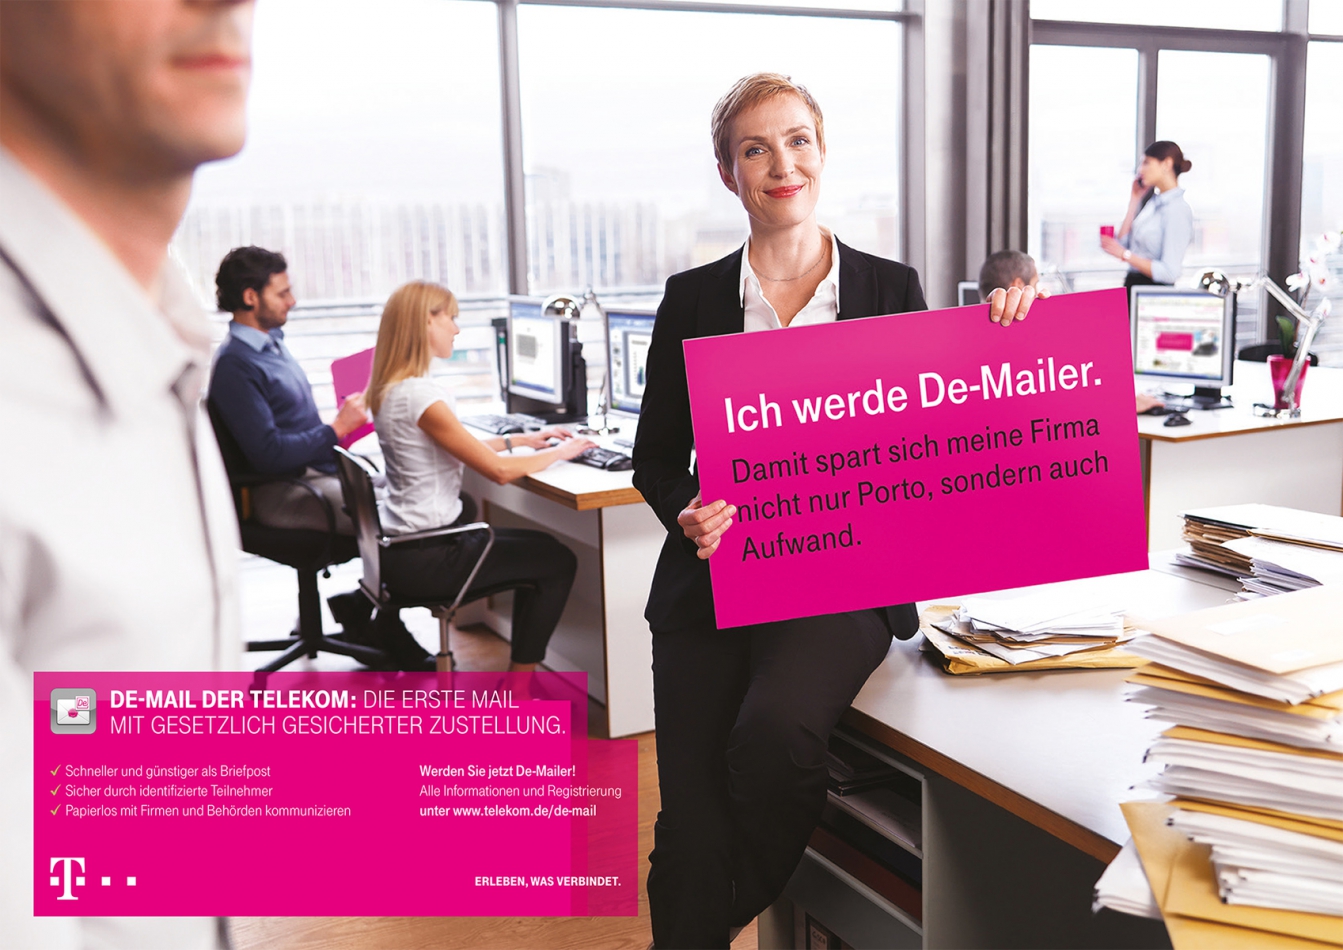 Ich werde De-Mailer.
Damit spart sich meine Firma
nicht nur Porto, sondern auch
Aufwand.
De
DE-MAIL DER TELEKOM: DIE ERSTE MAIL
MIT GESETZLICH GESICHERTER ZUSTELLUNG.
✓ Schneller und günstiger als Briefpost
✓ Sicher durch identifizierte Teilnehmer
✓ Papierlos mit Firmen und Behörden kommunizieren
Werden Sie jetzt De-Mailer!
Alle Informationen und Registrierung
unter www.telekom.de/de-mail
T
ERLEBEN, WAS VERBINDET.